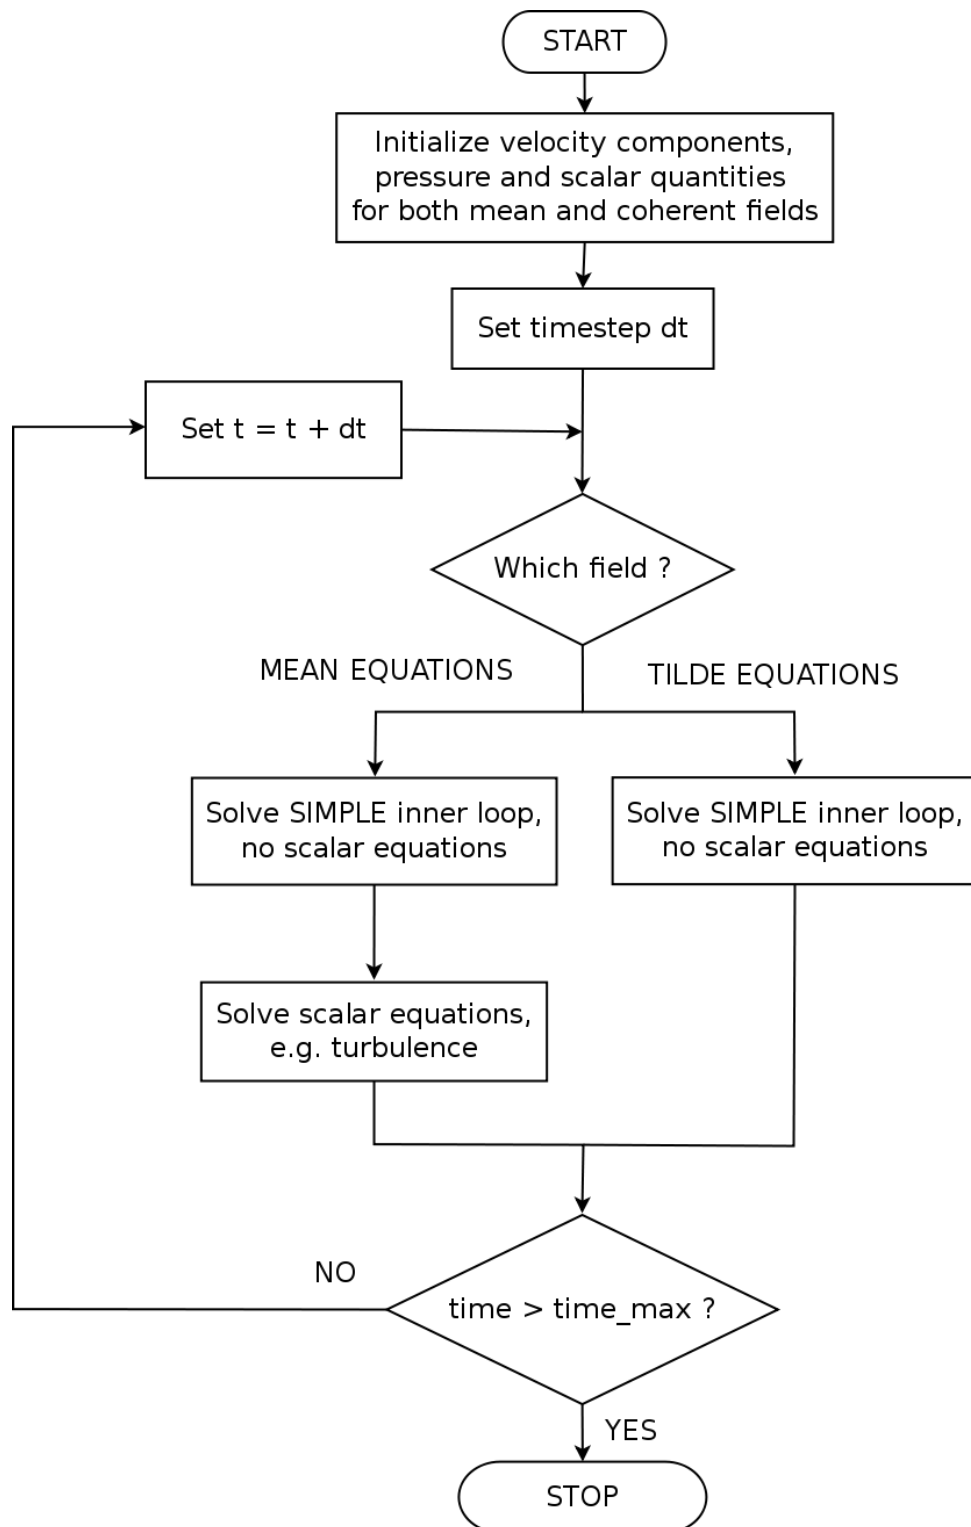 START
Initialize velocity components,
pressure and scalar quantities
for both mean and coherent fields
Set timestep dt
Set t = t + dt
Which field ?
MEAN EQUATIONS
TILDE EQUATIONS
Solve SIMPLE inner loop,
no scalar equations
Solve SIMPLE inner loop,
no scalar equations
Solve scalar equations,
e.g. turbulence
NO
time > time_max ?
YES
STOP